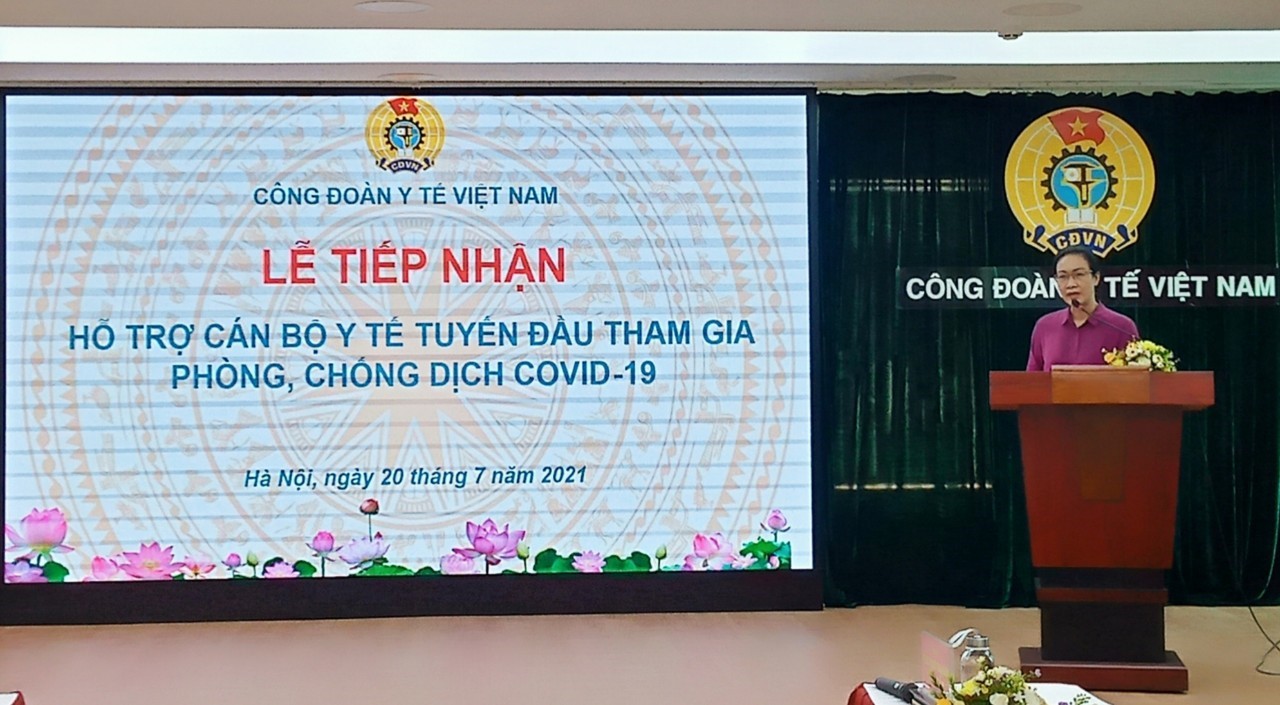 CĐVN
CÔNG ĐOÀN Y TẾ VIỆT NAM
LỄ TIẾP NHẬN
HỖ TRỢ CÁN BỘ Y TẾ TUYẾN ĐẦU THAM GIA
PHÒNG, CHỐNG DỊCH COVID-19
Hà Nội, ngày 20 tháng 7 năm 2021
CĐVN
CÔNG ĐOÀN TẾ VIỆT NAM